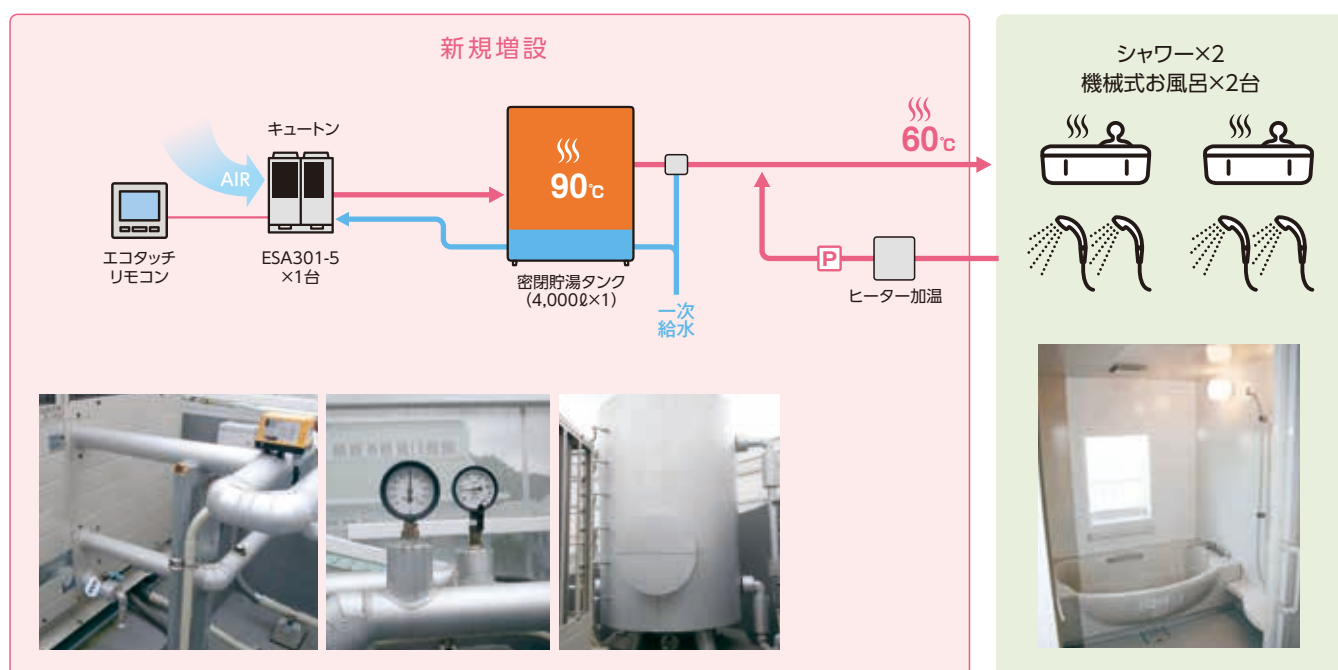 新規増設
シャワー×2
機械式お風呂×2台
キュートン
AIR
90℃
60℃
エコタッチ
リモコン
ESA301-5
×1台
密閉貯湯タンク
(4,000ℓ×1)
一次
給水
P
ヒーター加温